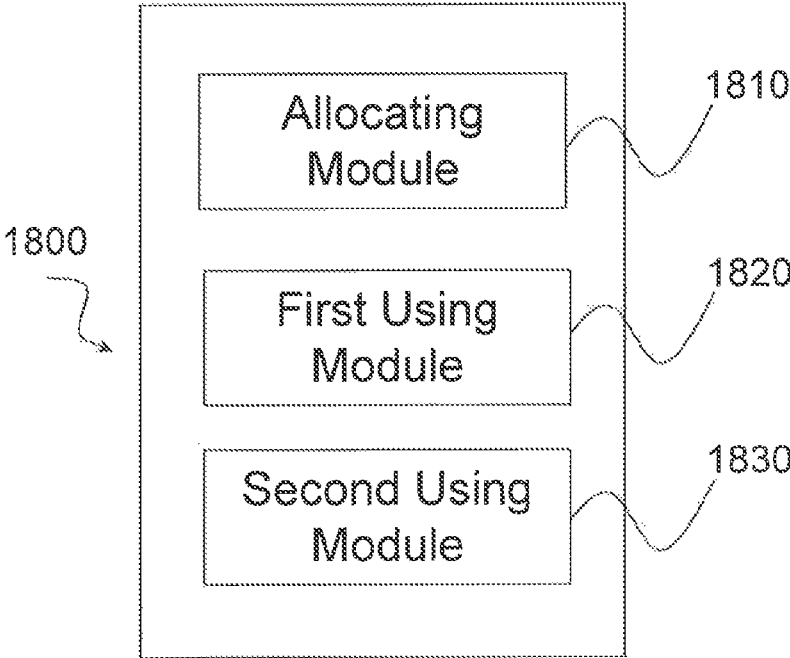 1810
Allocating
Module
1800
1820
First Using
Module
1830
Second Using
Module